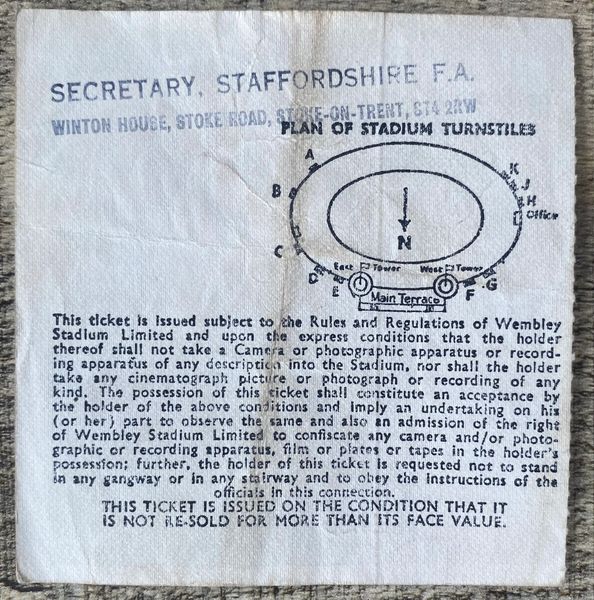 SECRETARY, STAFFORDSHIRE F.A.
WINTON HOUSE, STOKE ROAD, STOKE-ON-TRENT, ST4 2RW
PLAN OF STADIUM TURNSTILES
A
K
J
B
H
Office
N
C
East Tower
West Tower
D
E
F
G
Main Terrace
This ticket is issued subject to the Rules and Regulations of Wembley
Stadium Limited and upon the express conditions that the holder
thereof shall not take a Camera or photographic apparatus or record-
ing apparatus of any description into the Stadium, nor shall the holder
take any cinematograph picture or photograph or recording of any
kind. The possession of this ticket shall constitute an acceptance by
the holder of the above conditions and imply an undertaking on his
(or her) part to observe the same and also an admission of the right
of Wembley Stadium Limited to confiscate any camera and/or photo-
graphic or recording apparatus, film or plates or tapes in the holder's
possession; further, the holder of this ticket is requested not to stand
in any gangway or in any stairway and to obey the instructions of the
officials in this connection.
THIS TICKET IS ISSUED ON THE CONDITION THAT IT
IS NOT RE-SOLD FOR MORE THAN ITS FACE VALUE.